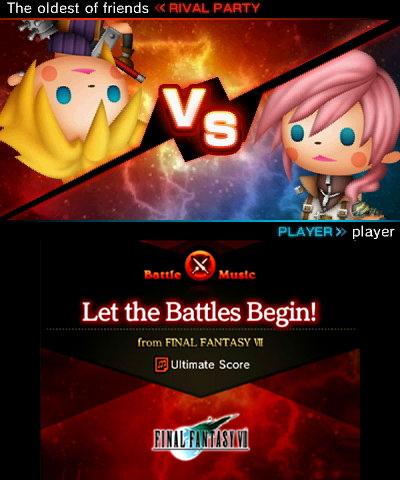 The oldest of friends << RIVAL PARTY
VS
PLAYER >> player
Battle Music
Let the Battles Begin!
from FINAL FANTASY VII
Ultimate Score
FINAL FANTASY VII